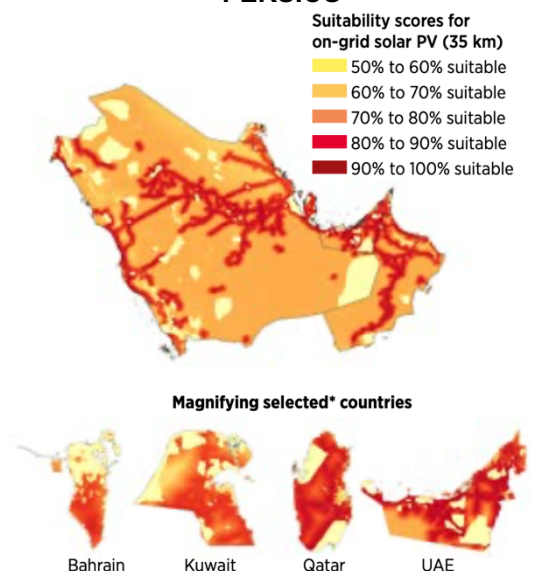 Suitability scores for
on-grid solar PV (35 km)
50% to 60% suitable
60% to 70% suitable
70% to 80% suitable
80% to 90% suitable
90% to 100% suitable
Magnifying selected* countries
Bahrain
Kuwait
Qatar
UAE